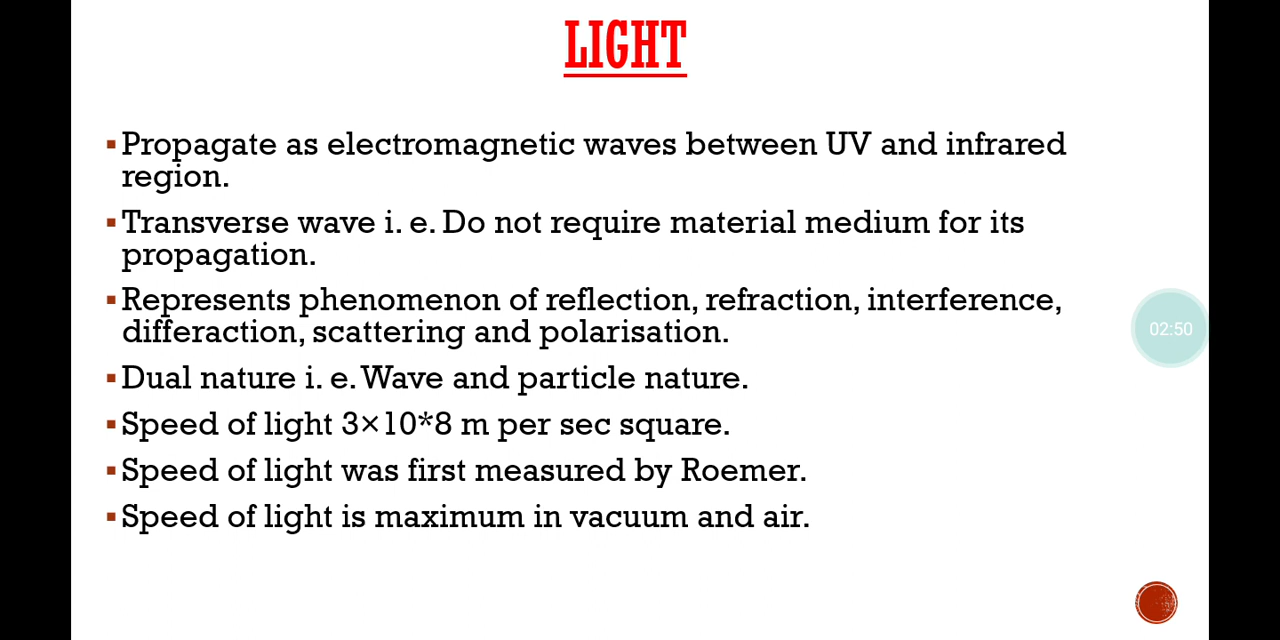 LIGHT
▪Propagate as electromagnetic waves between UV and infrared
region.
▪Transverse wave i. e. Do not require material medium for its
propagation.
▪Represents phenomenon of reflection, refraction, interference,
differaction, scattering and polarisation.
▪Dual nature i. e. Wave and particle nature.
▪Speed of light 3×10*8 m per sec square.
▪Speed of light was first measured by Roemer.
▪Speed of light is maximum in vacuum and air.
02:50